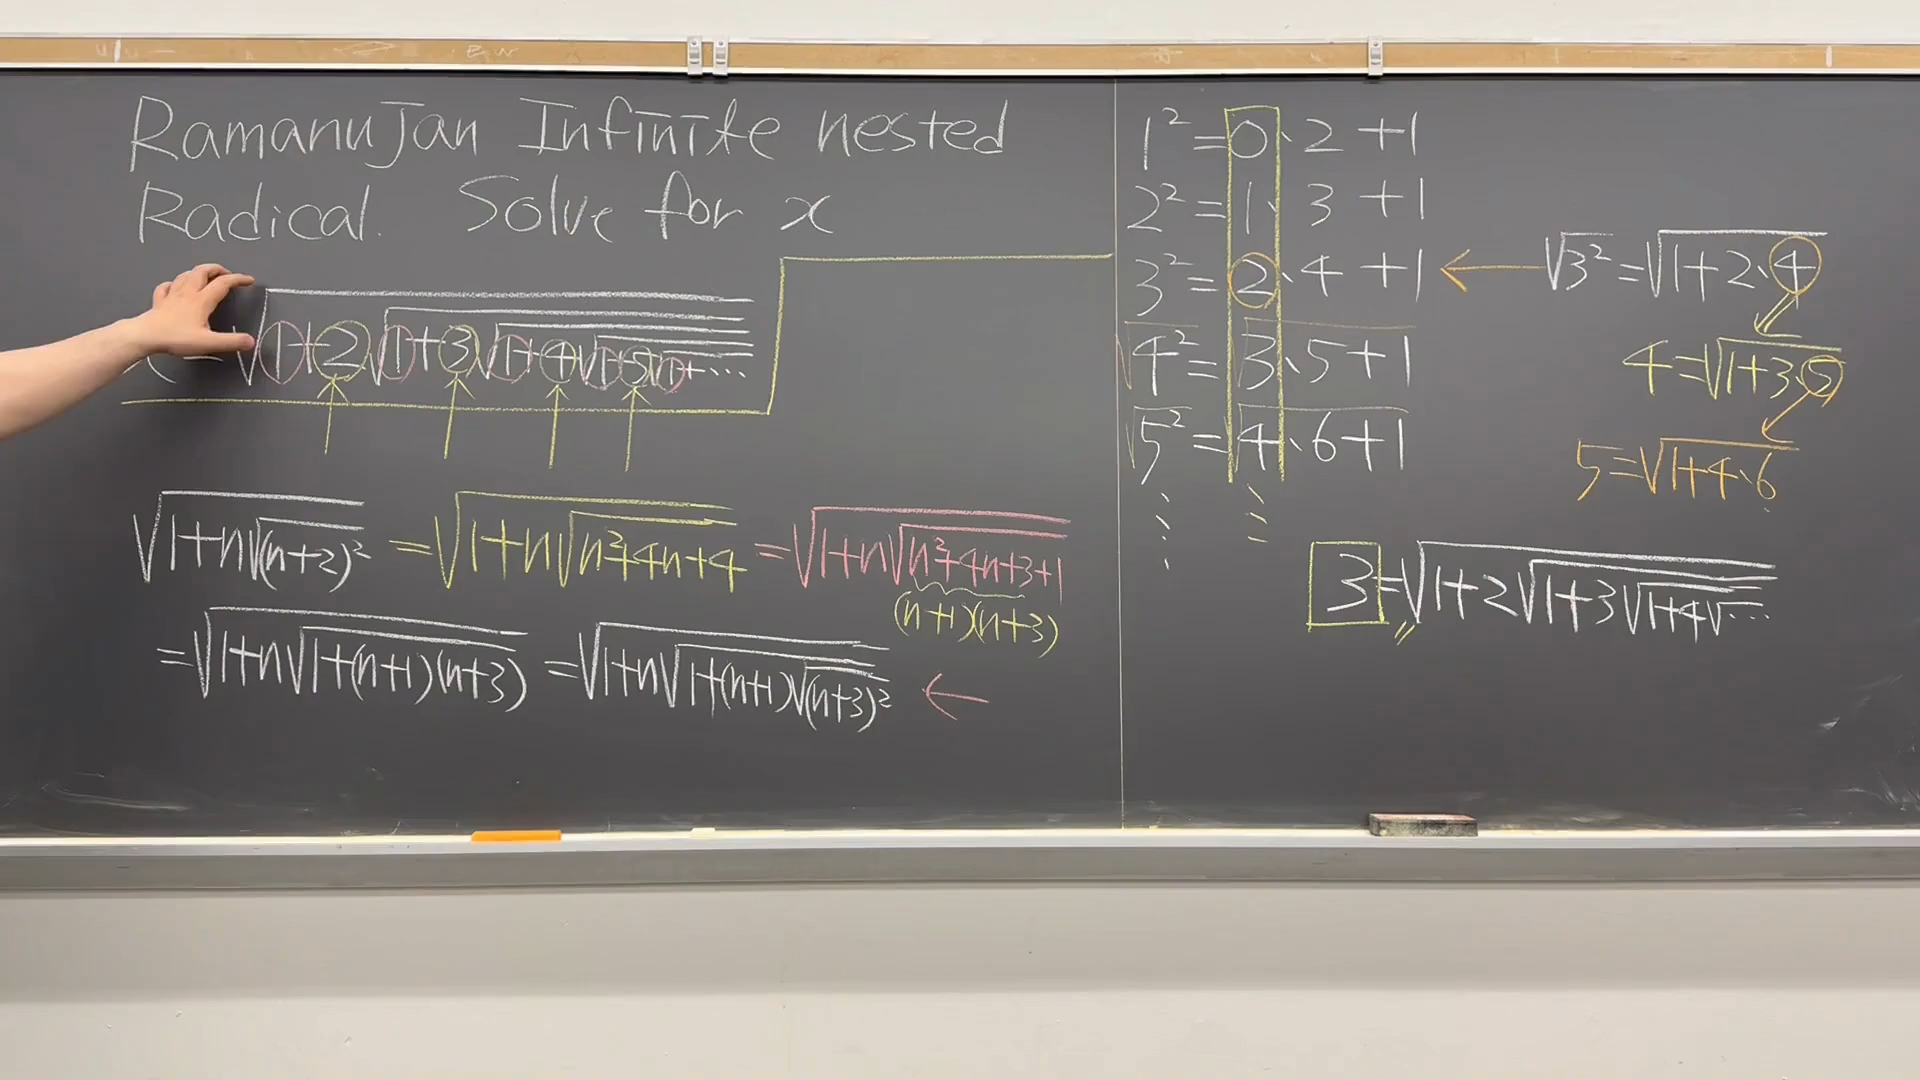 Ramanujan Infinite nested
Radical. Solve for x
x = √(1+2√(1+3√(1+4√(1+5√(1+...
√(1+n√(n+2)²) = √(1+n√(n²+4n+4)) = √(1+n√(n²+4n+3+1))
(n+1)(n+3)
= √(1+n√(1+(n+1)(n+3))) = √(1+n√(1+(n+1)√(n+3)²)) ←
1² = 0·2 +1
2² = 1·3 +1
3² = 2·4 +1 ← √3² = √(1+2·4)
√4² = √(3·5+1)
4 = √(1+3·5)
√5² = √(4·6+1)
5 = √(1+4·6)
3 = √(1+2√(1+3√(1+4√...